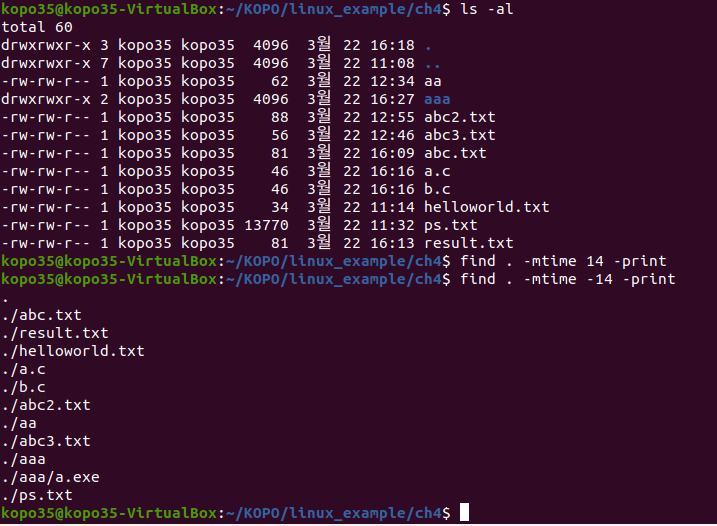 kopo35@kopo35-VirtualBox:~/KOPO/linux_example/ch4$ ls -al
total 60
drwxrwxr-x 3 kopo35 kopo35  4096  3월 22 16:18 .
drwxrwxr-x 7 kopo35 kopo35  4096  3월 22 11:08 ..
-rw-rw-r-- 1 kopo35 kopo35    62  3월 22 12:34 aa
drwxrwxr-x 2 kopo35 kopo35  4096  3월 22 16:27 aaa
-rw-rw-r-- 1 kopo35 kopo35    88  3월 22 12:55 abc2.txt
-rw-rw-r-- 1 kopo35 kopo35    56  3월 22 12:46 abc3.txt
-rw-rw-r-- 1 kopo35 kopo35    81  3월 22 16:09 abc.txt
-rw-rw-r-- 1 kopo35 kopo35    46  3월 22 16:16 a.c
-rw-rw-r-- 1 kopo35 kopo35    46  3월 22 16:16 b.c
-rw-rw-r-- 1 kopo35 kopo35    34  3월 22 11:14 helloworld.txt
-rw-rw-r-- 1 kopo35 kopo35 13770  3월 22 11:32 ps.txt
-rw-rw-r-- 1 kopo35 kopo35    81  3월 22 16:13 result.txt
kopo35@kopo35-VirtualBox:~/KOPO/linux_example/ch4$ find . -mtime 14 -print
kopo35@kopo35-VirtualBox:~/KOPO/linux_example/ch4$ find . -mtime -14 -print
.
./abc.txt
./result.txt
./helloworld.txt
./a.c
./b.c
./abc2.txt
./aa
./abc3.txt
./aaa
./aaa/a.exe
./ps.txt
kopo35@kopo35-VirtualBox:~/KOPO/linux_example/ch4$